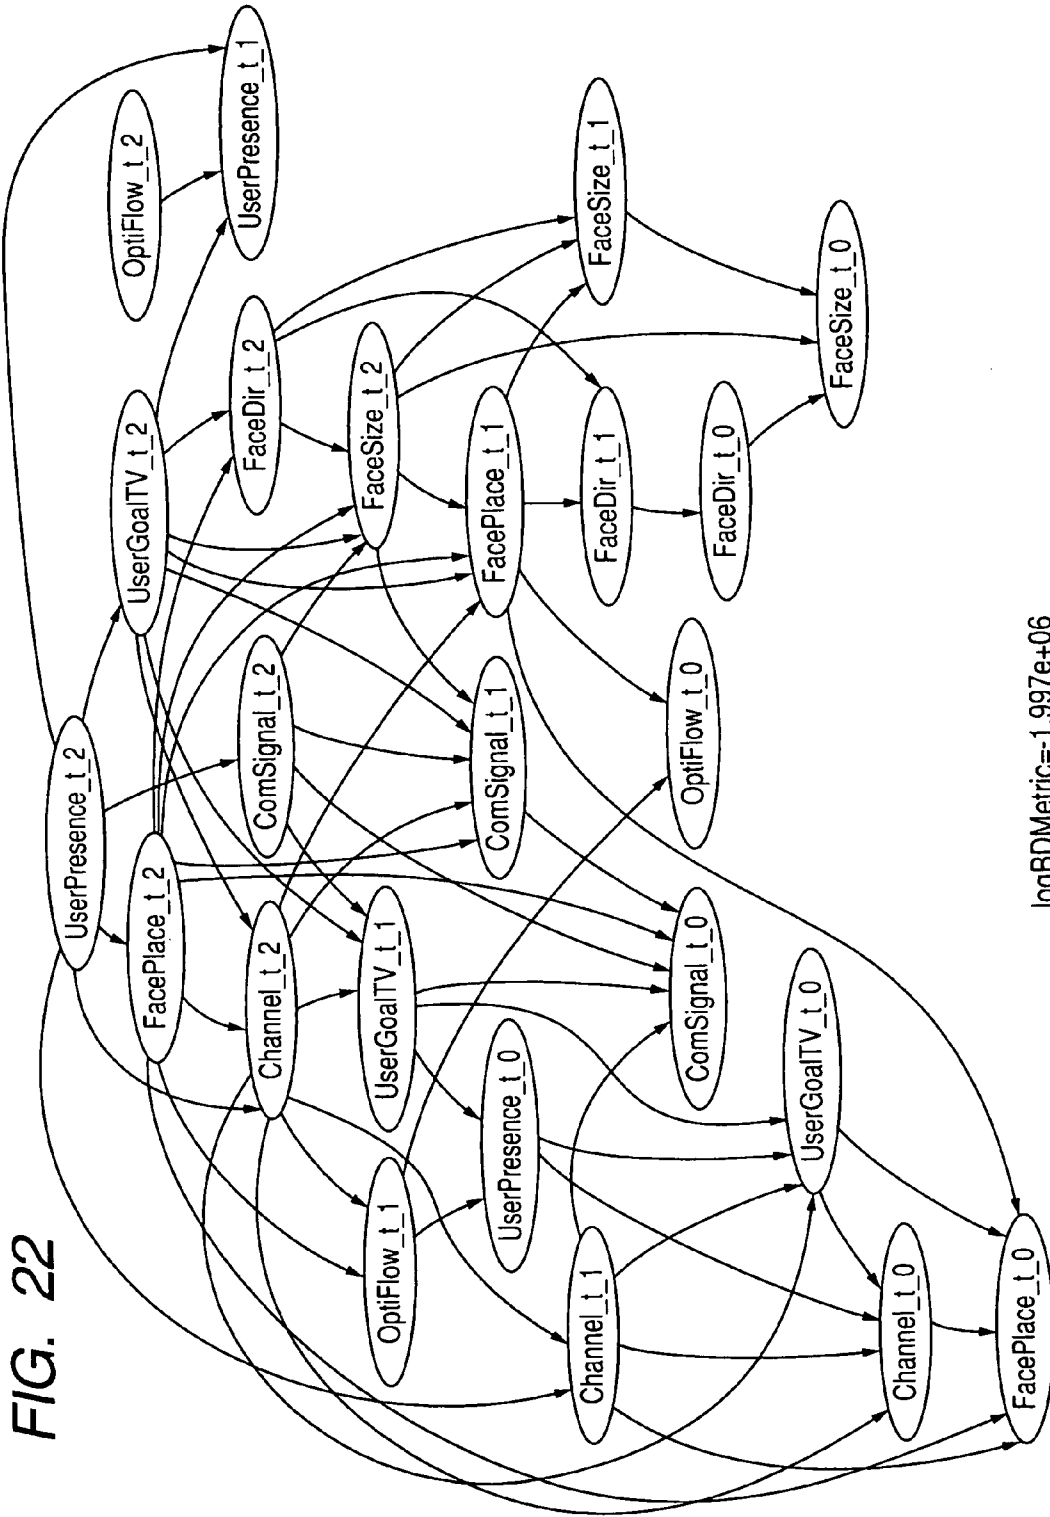 FIG. 22
UserPresence_t_2
FacePlace_t_2
UserGoalTV_t_2
OptiFlow_t_2
UserPresence_t_1
Channel_t_2
ComSignal_t_2
FaceDir_t_2
UserGoalTV_t_1
FaceSize_t_2
OptiFlow_t_1
UserPresence_t_0
ComSignal_t_1
FacePlace_t_1
FaceSize_t_1
Channel_t_1
FaceDir_t_1
ComSignal_t_0
OptiFlow_t_0
FaceDir_t_0
UserGoalTV_t_0
FaceSize_t_0
Channel_t_0
FacePlace_t_0
logBDMetric=-1.997e+06